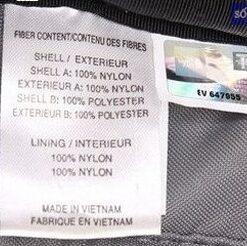 FIBER CONTENT/CONTENU DES FIBRES
SHELL / EXTERIEUR
SHELL A: 100% NYLON
EXTERIEUR A: 100% NYLON
SHELL B: 100% POLYESTER
EXTERIEUR B: 100% POLYESTER
LINING / INTERIEUR
100% NYLON
100% NYLON
MADE IN VIETNAM
FABRIQUE EN VIETNAM
EV 647955